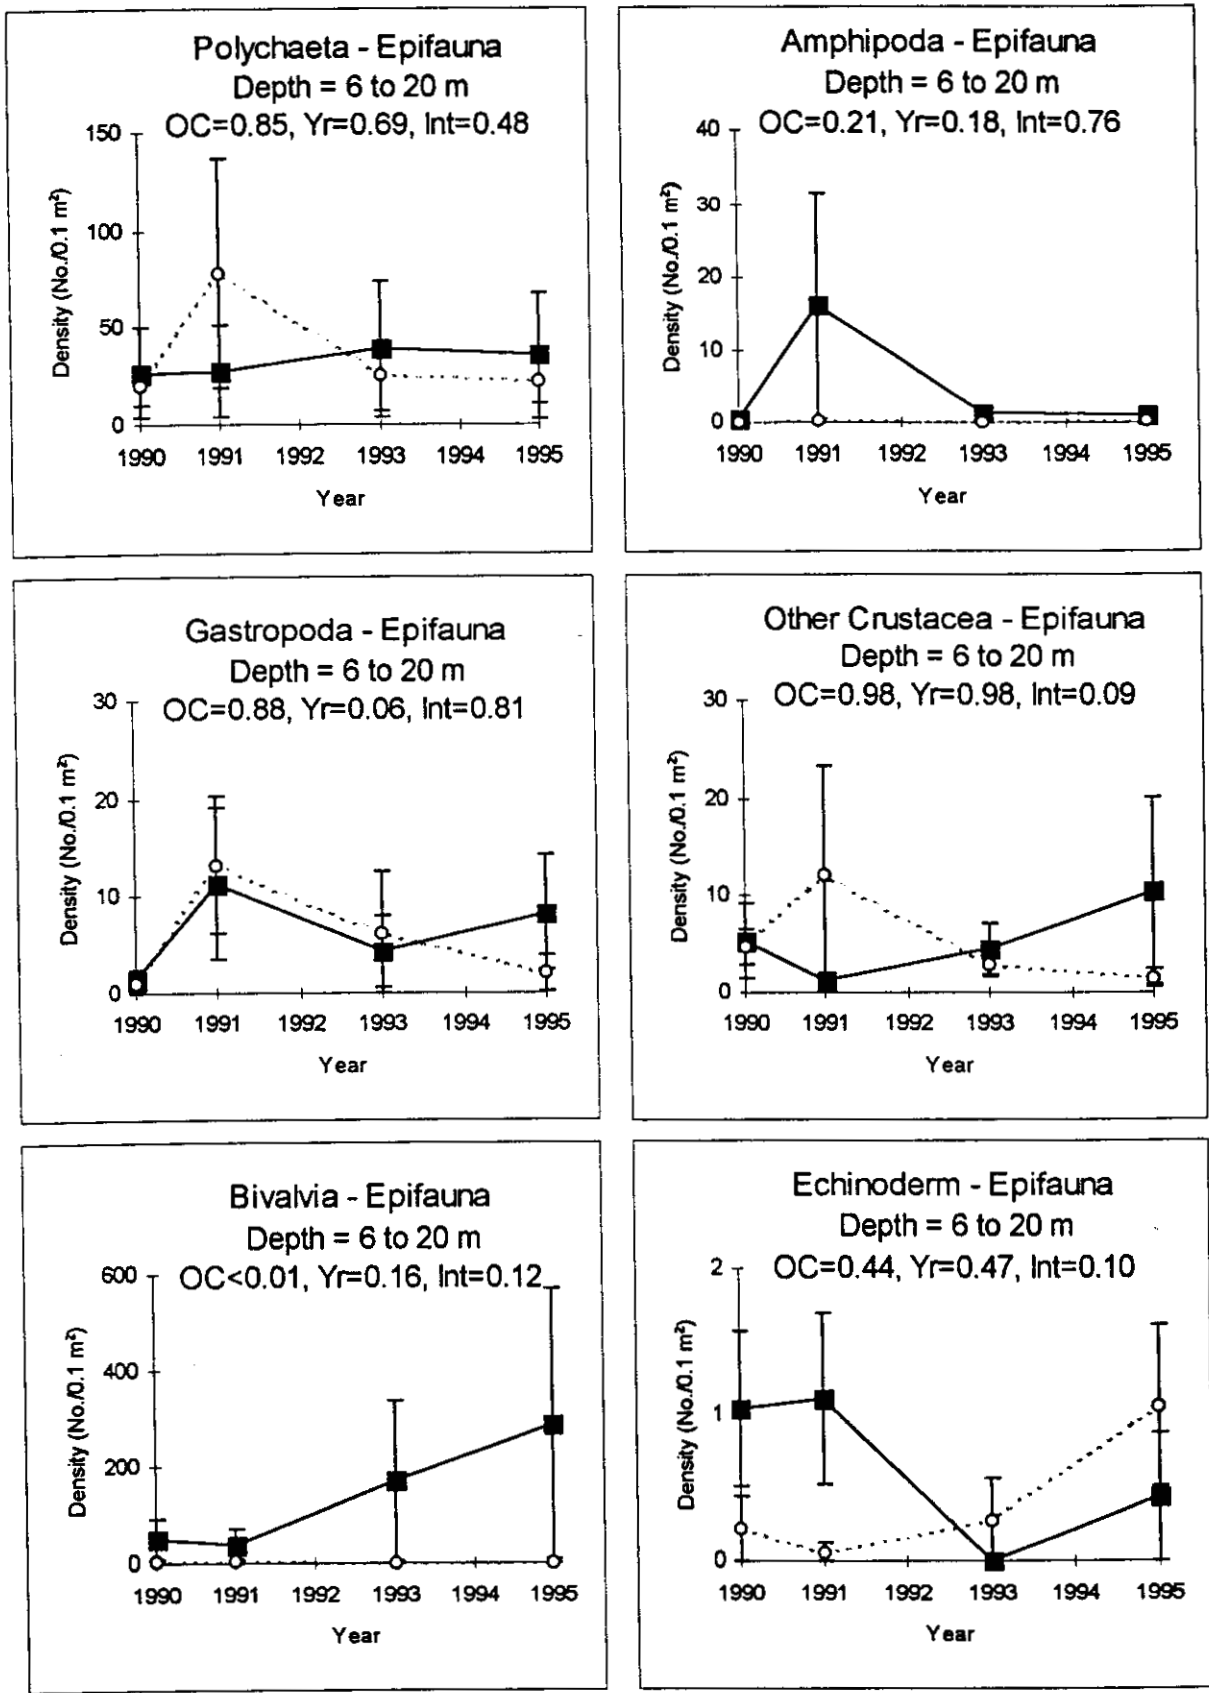 Polychaeta - Epifauna
Depth = 6 to 20 m
OC=0.85, Yr=0.69, Int=0.48
150
100
50
0
Density (No./0.1 m²)
1990 1991 1992 1993 1994 1995
Year
Amphipoda - Epifauna
Depth = 6 to 20 m
OC=0.21, Yr=0.18, Int=0.76
40
30
20
10
0
Density (No./0.1 m²)
1990 1991 1992 1993 1994 1995
Year
Gastropoda - Epifauna
Depth = 6 to 20 m
OC=0.88, Yr=0.06, Int=0.81
30
20
10
0
Density (No./0.1 m²)
1990 1991 1992 1993 1994 1995
Year
Other Crustacea - Epifauna
Depth = 6 to 20 m
OC=0.98, Yr=0.98, Int=0.09
30
20
10
0
Density (No./0.1 m²)
1990 1991 1992 1993 1994 1995
Year
Bivalvia - Epifauna
Depth = 6 to 20 m
OC<0.01, Yr=0.16, Int=0.12
600
400
200
0
Density (No./0.1 m²)
1990 1991 1992 1993 1994 1995
Year
Echinoderm - Epifauna
Depth = 6 to 20 m
OC=0.44, Yr=0.47, Int=0.10
2
1
0
Density (No./0.1 m²)
1990 1991 1992 1993 1994 1995
Year